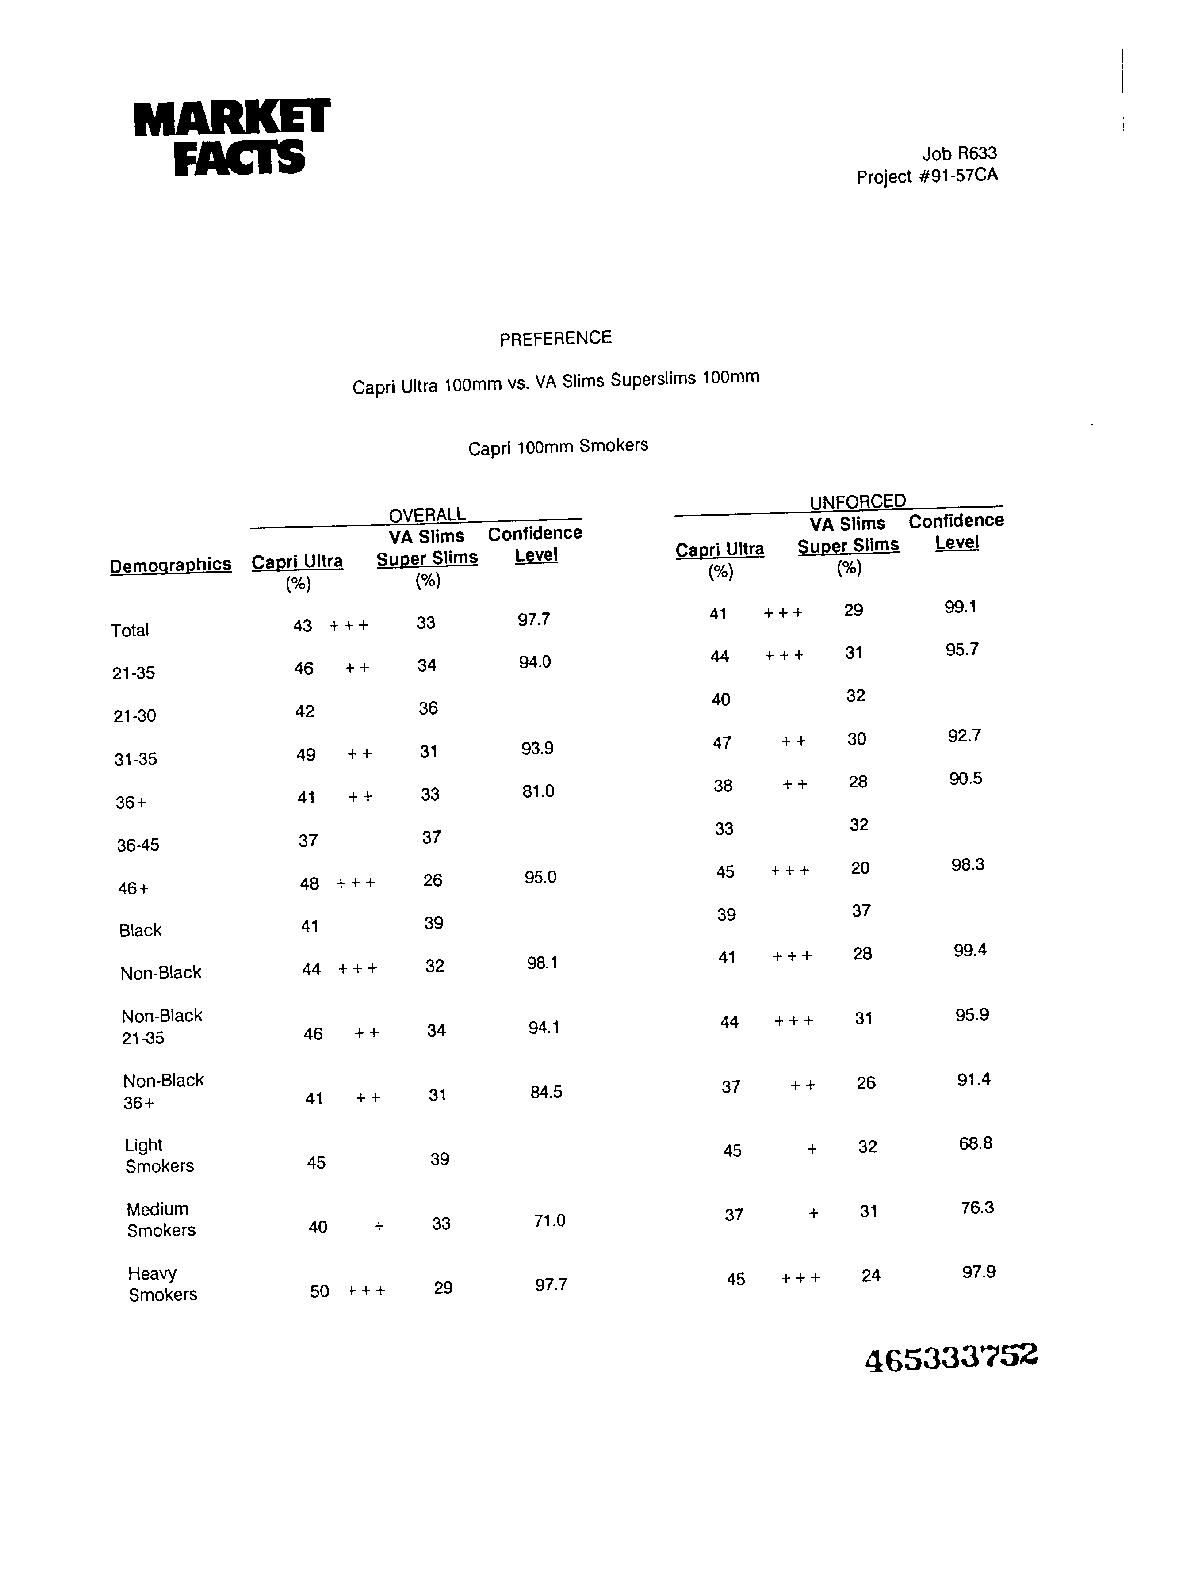 MARKET
FACTS
Job R633
Project #91-57CA
PREFERENCE
Capri Ultra 100mm vs. VA Slims Superslims 100mm
Capri 100mm Smokers
OVERALL UNFORCED
VA Slims Confidence VA Slims Confidence
Demographics Capri Ultra Super Slims Level Capri Ultra Super Slims Level
(%) (%) (%) (%)
Total 43 +++ 33 97.7 41 +++ 29 99.1
21-35 46 ++ 34 94.0 44 +++ 31 95.7
21-30 42 36 40 32
31-35 49 ++ 31 93.9 47 ++ 30 92.7
36+ 41 ++ 33 81.0 38 ++ 28 90.5
36-45 37 37 33 32
46+ 48 +++ 26 95.0 45 +++ 20 98.3
Black 41 39 39 37
Non-Black 44 +++ 32 98.1 41 +++ 28 99.4
Non-Black
21-35 46 ++ 34 94.1 44 +++ 31 95.9
Non-Black
36+ 41 ++ 31 84.5 37 ++ 26 91.4
Light
Smokers 45 39 45 + 32 68.8
Medium
Smokers 40 + 33 71.0 37 + 31 76.3
Heavy
Smokers 50 +++ 29 97.7 45 +++ 24 97.9
465333752